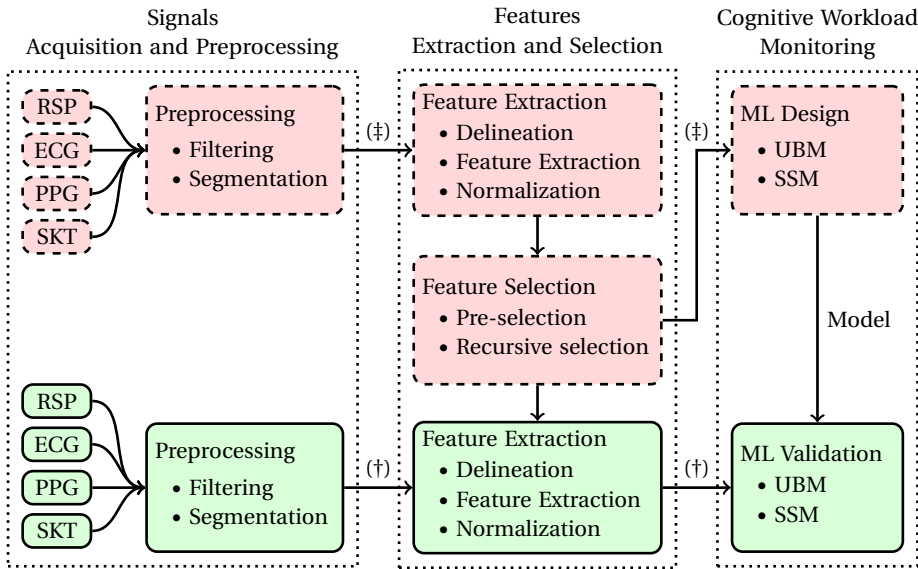 Signals
Acquisition and Preprocessing
Features
Extraction and Selection
Cognitive Workload
Monitoring
RSP
ECG
PPG
SKT
Preprocessing
• Filtering
• Segmentation
(‡)
Feature Extraction
• Delineation
• Feature Extraction
• Normalization
(‡)
ML Design
• UBM
• SSM
Feature Selection
• Pre-selection
• Recursive selection
Model
RSP
ECG
PPG
SKT
Preprocessing
• Filtering
• Segmentation
(†)
Feature Extraction
• Delineation
• Feature Extraction
• Normalization
(†)
ML Validation
• UBM
• SSM